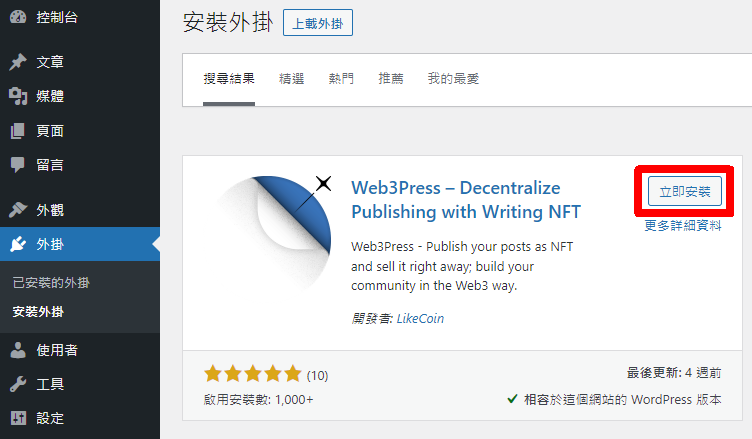 控制台
文章
媒體
頁面
留言
外觀
外掛
已安裝的外掛
安裝外掛
使用者
工具
設定
安裝外掛 上載外掛
搜尋結果 精選 熱門 推薦 我的最愛
Web3Press – Decentralize
Publishing with Writing NFT
立即安裝
更多詳細資料
Web3Press - Publish your posts as NFT
and sell it right away; build your
community in the Web3 way.
開發者: LikeCoin
(10)
最後更新: 4 週前
啟用安裝數: 1,000+
相容於這個網站的 WordPress 版本